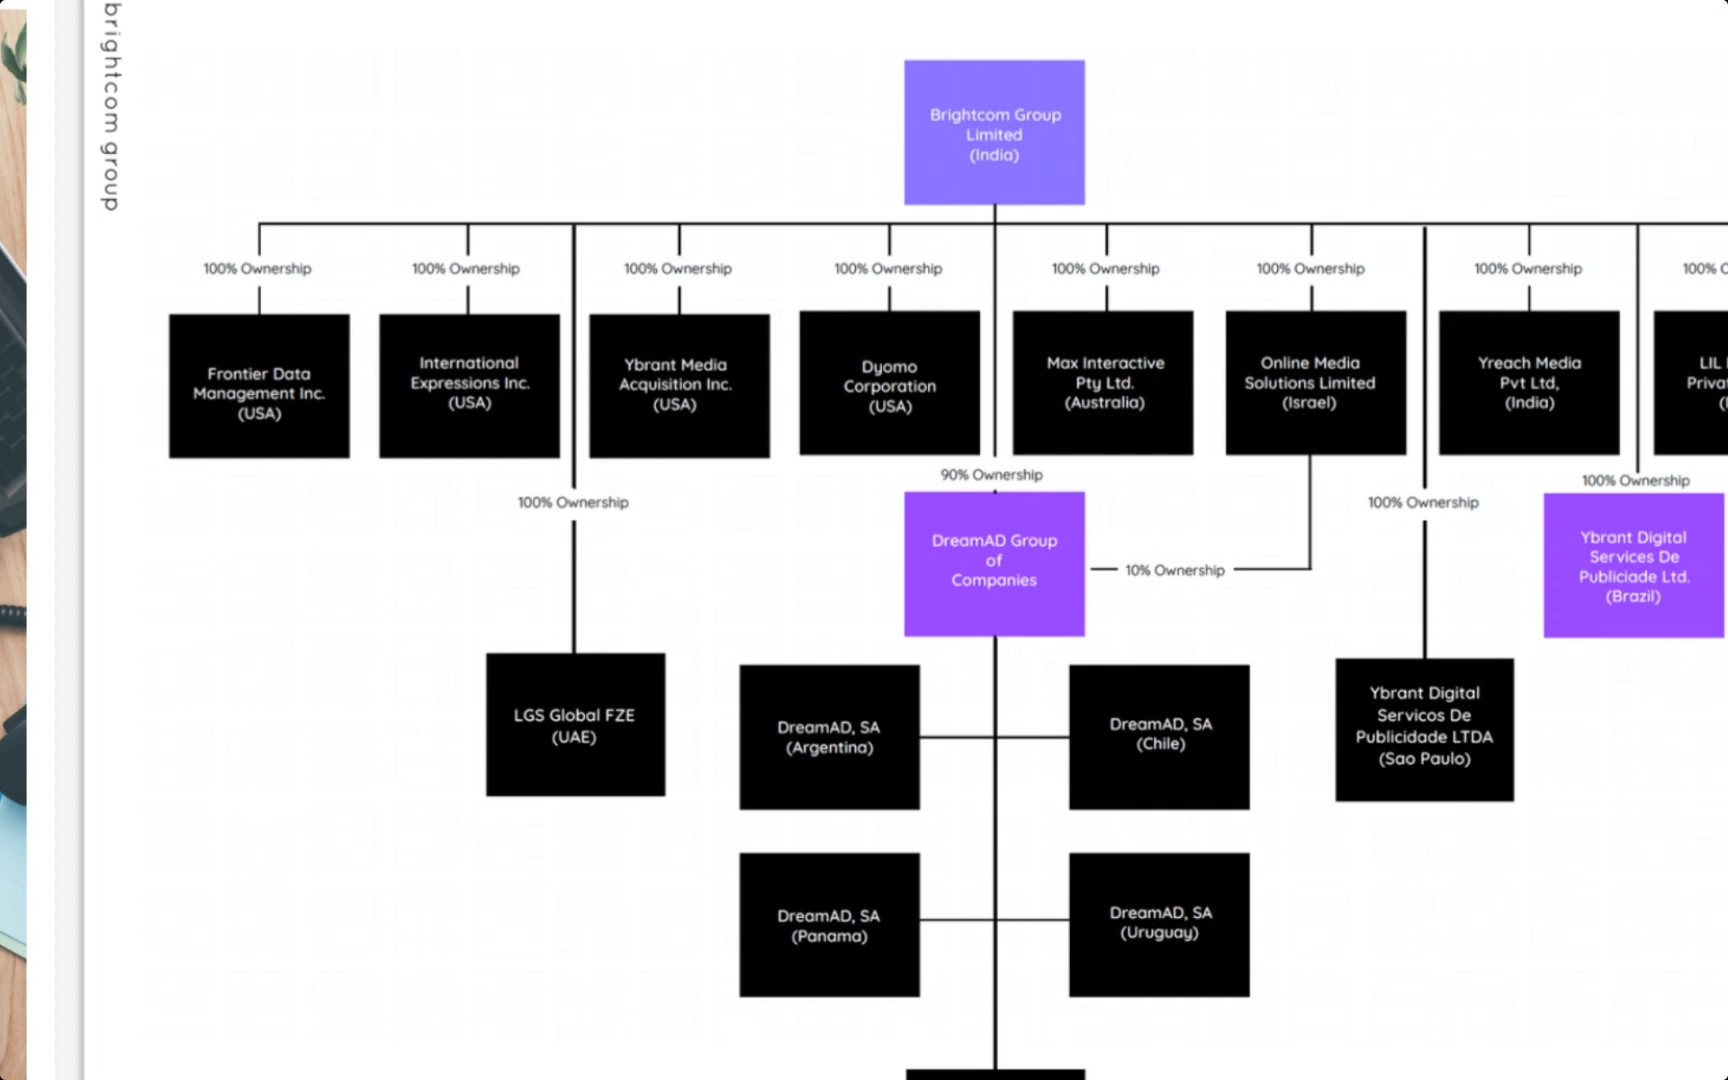 brightcom group
Brightcom Group
Limited
(India)
100% Ownership
100% Ownership
100% Ownership
100% Ownership
100% Ownership
100% Ownership
100% Ownership
100%
Frontier Data
Management Inc.
(USA)
International
Expressions Inc.
(USA)
Ybrant Media
Acquisition Inc.
(USA)
Dyomo
Corporation
(USA)
Max Interactive
Pty Ltd.
(Australia)
Online Media
Solutions Limited
(Israel)
Yreach Media
Pvt Ltd,
(India)
LIL
100% Ownership
90% Ownership
100% Ownership
100% Ownership
DreamAD Group
of
Companies
10% Ownership
Ybrant Digital
Services De
Publiciade Ltd.
(Brazil)
LGS Global FZE
(UAE)
DreamAD, SA
(Argentina)
DreamAD, SA
(Chile)
Ybrant Digital
Servicos De
Publicidade LTDA
(Sao Paulo)
DreamAD, SA
(Panama)
DreamAD, SA
(Uruguay)